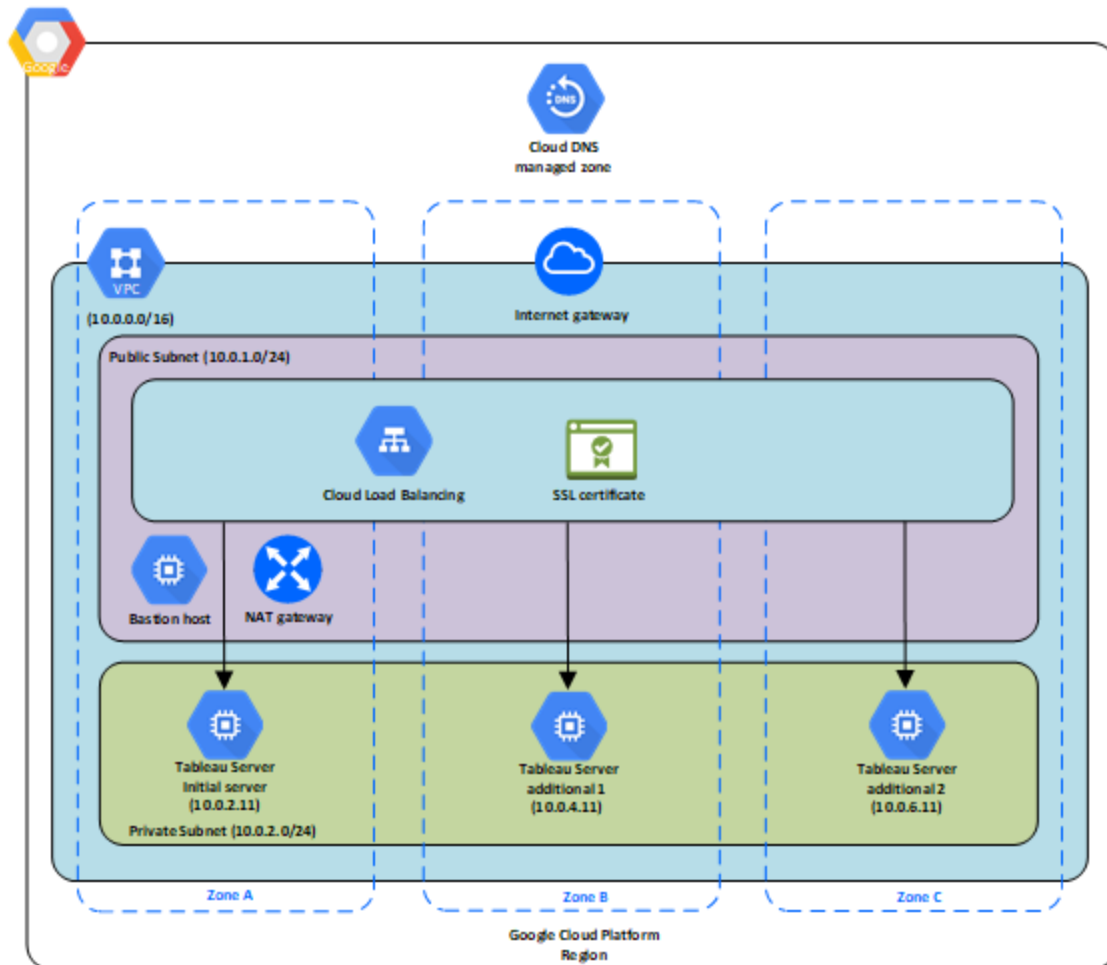 Google
Cloud DNS
managed zone
VPC
(10.0.0.0/16)
Internet gateway
Public Subnet (10.0.1.0/24)
Cloud Load Balancing
SSL certificate
Bastion host
NAT gateway
Tableau Server
Initial server
(10.0.2.11)
Tableau Server
additional 1
(10.0.4.11)
Tableau Server
additional 2
(10.0.6.11)
Private Subnet (10.0.2.0/24)
Zone A
Zone B
Zone C
Google Cloud Platform
Region